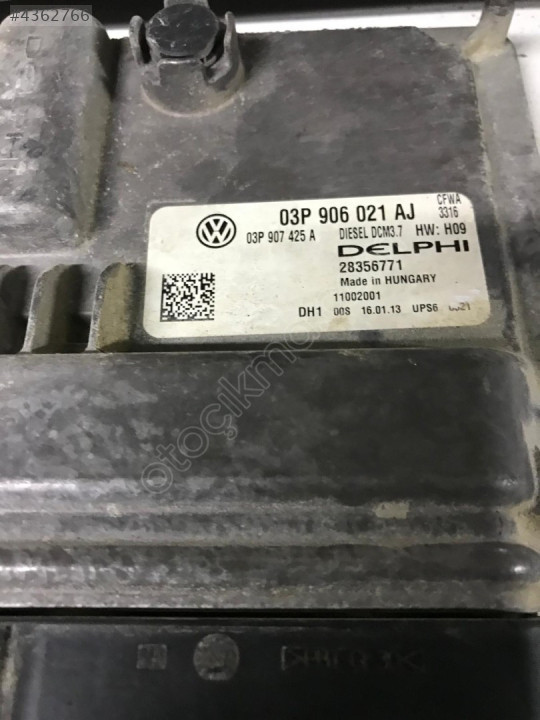 #4362766
03P 906 021 AJ
CFWA
3316
03P 907 425 A
DIESEL DCM3.7
HW: H09
DELPHI
28356771
Made in HUNGARY
11002001
DH1 00S 16.01.13 UPS6
otoçıkma